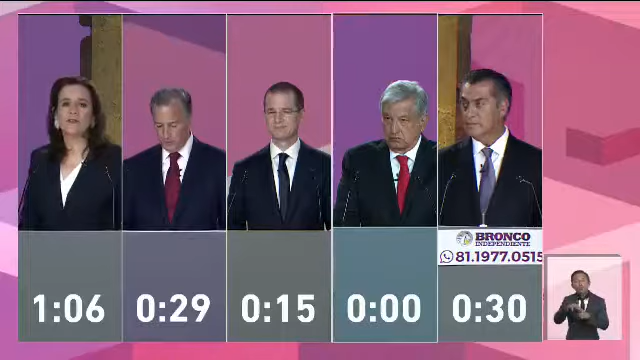 BRONCO
INDEPENDIENTE
81.1977.0515
1:06 0:29 0:15 0:00 0:30